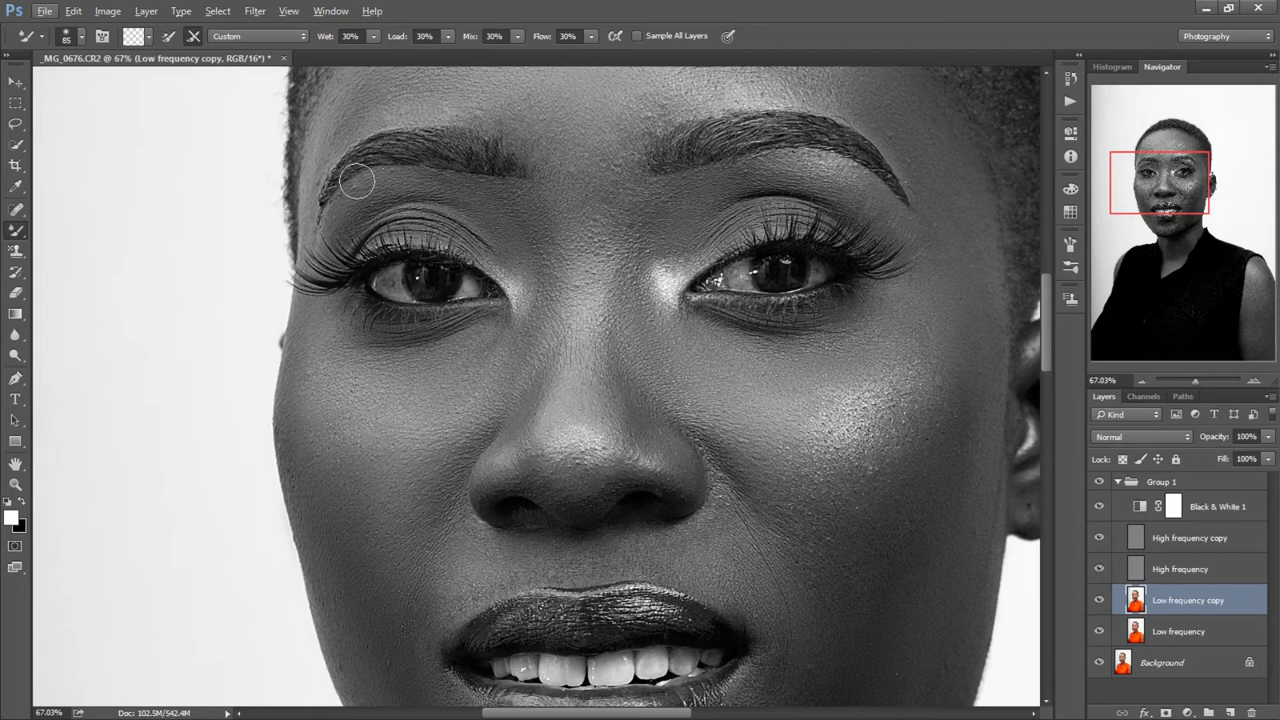 Ps File Edit Image Layer Type Select Filter View Window Help
85 Custom Wet: 30% Load: 30% Mix: 30% Flow: 30% Sample All Layers Photography
_MG_0676.CR2 @ 67% (Low frequency copy, RGB/16*) *
Histogram Navigator
67.03%
Layers Channels Paths
Kind
Normal Opacity: 100%
Lock: Fill: 100%
Group 1
Black & White 1
High frequency copy
High frequency
Low frequency copy
Low frequency
Background
67.03% Doc: 102.5M/542.4M